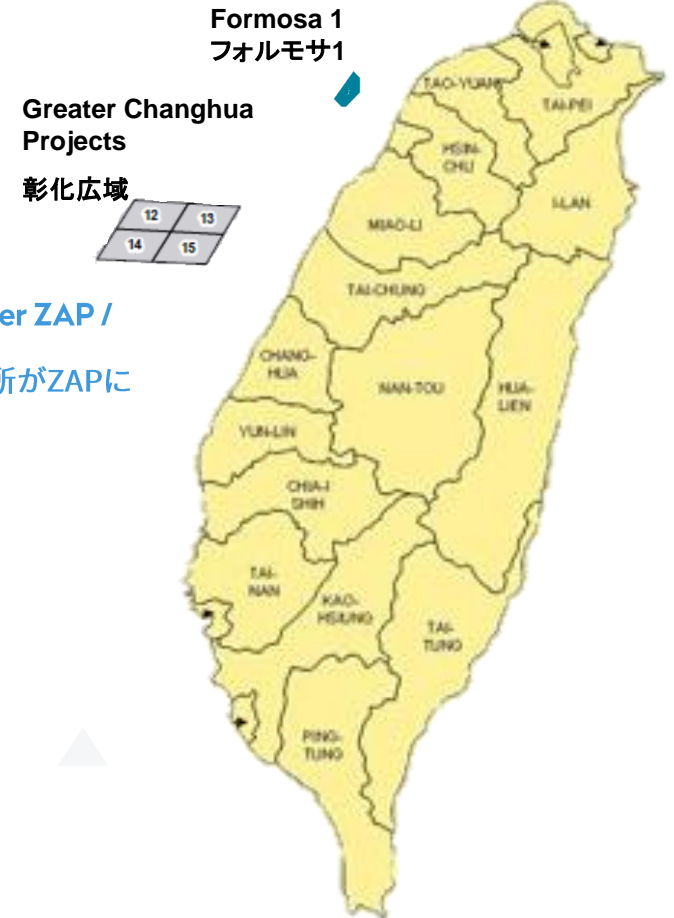 Formosa 1
フォルモサ1
Greater Changhua
Projects
彰化広域
12
13
14
15
er ZAP /
所がZAPに
TAO-YUAN
TAI-PEI
HSIN-
CHU
I-LAN
MIAO-LI
TAI-CHUNG
CHANG-
HUA
NAN-TOU
HUA-
LIEN
YUN-LIN
CHIA-I
SHIH
TAI-
NAN
KAO-
HSIUNG
TAI-
TUNG
PING-
TUNG